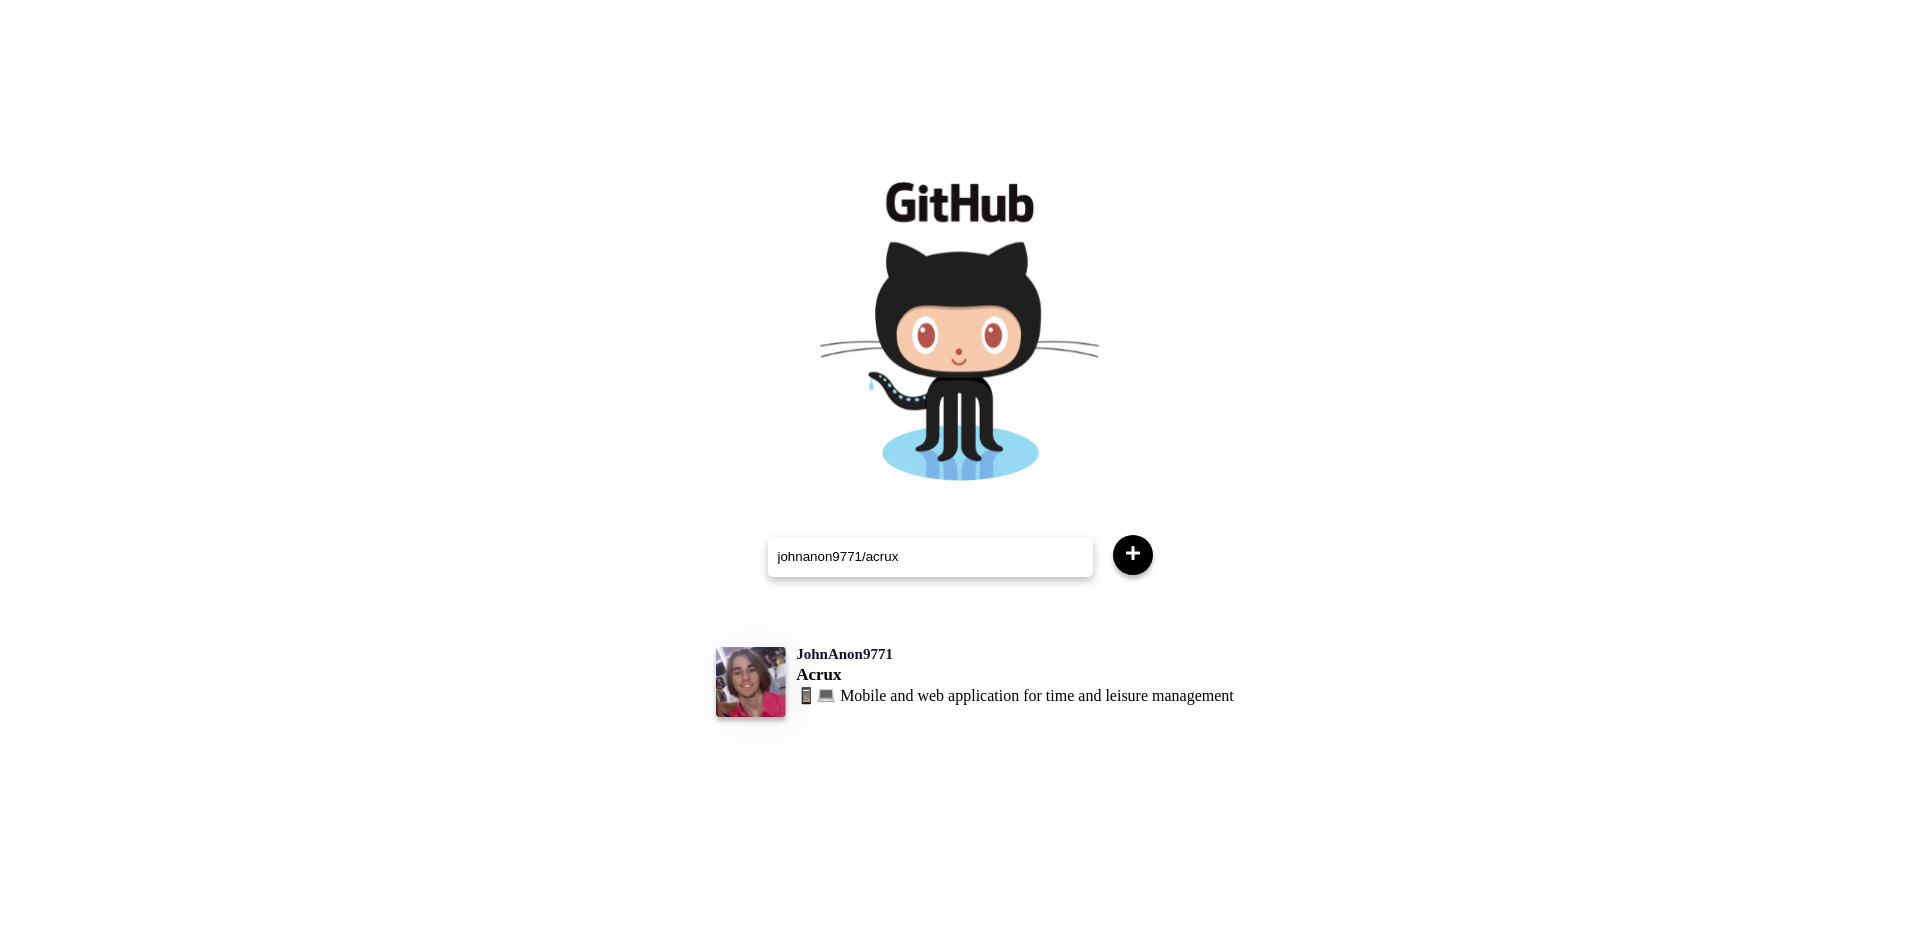 GitHub
johnanon9771/acrux
JohnAnon9771
Acrux
📱💻 Mobile and web application for time and leisure management